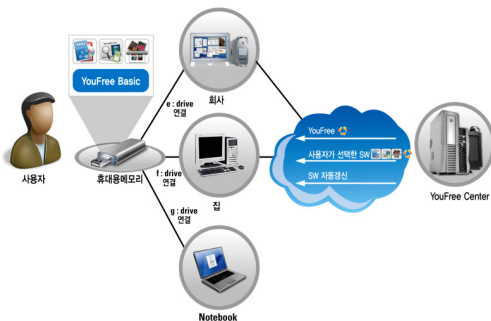 YouFree Basic
사용자
휴대용메모리
e : drive
연결
회사
f : drive
연결
집
g : drive
연결
Notebook
YouFree
사용자가 선택한 SW
SW 자동갱신
YouFree Center